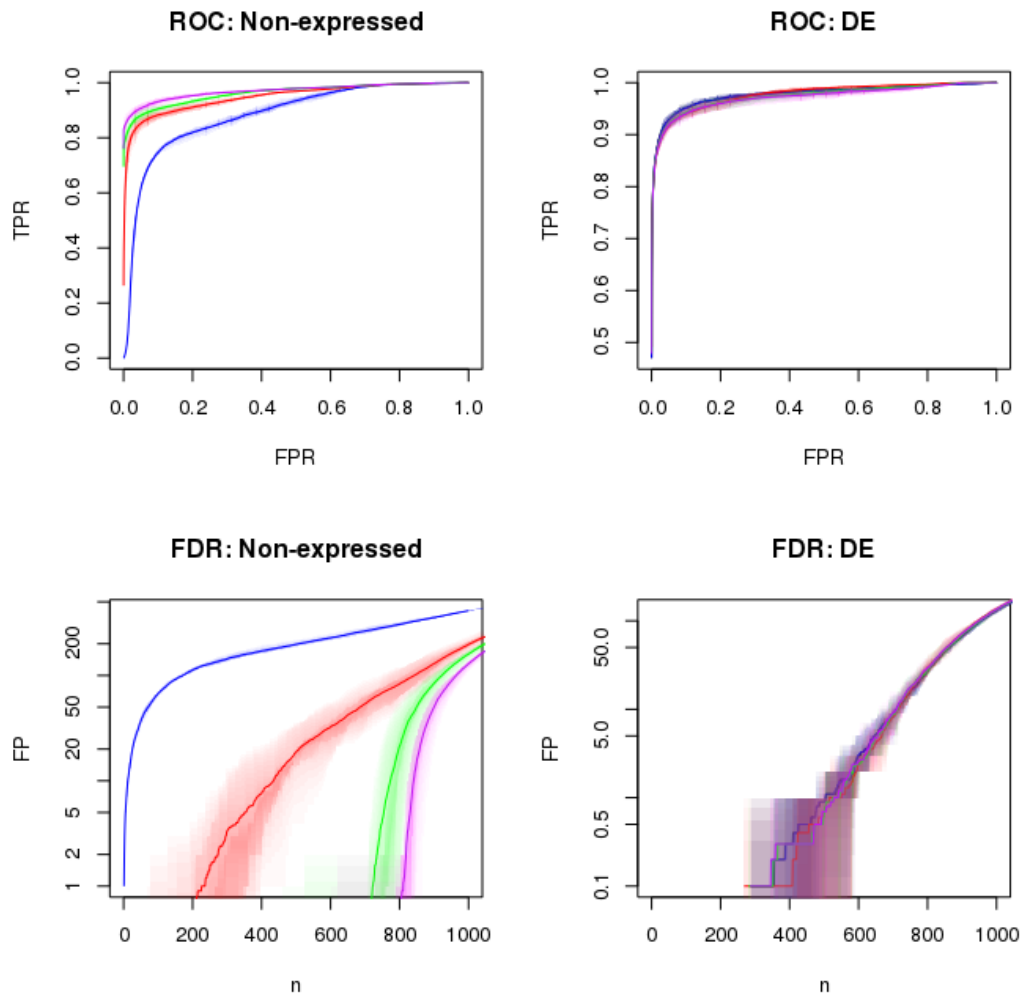 ROC: Non-expressed
TPR
0.0 0.2 0.4 0.6 0.8 1.0
0.0 0.2 0.4 0.6 0.8 1.0
FPR
ROC: DE
TPR
0.5 0.6 0.7 0.8 0.9 1.0
0.0 0.2 0.4 0.6 0.8 1.0
FPR
FDR: Non-expressed
FP
1 2 5 20 50 200
0 200 400 600 800 1000
n
FDR: DE
FP
0.1 0.5 5.0 50.0
0 200 400 600 800 1000
n